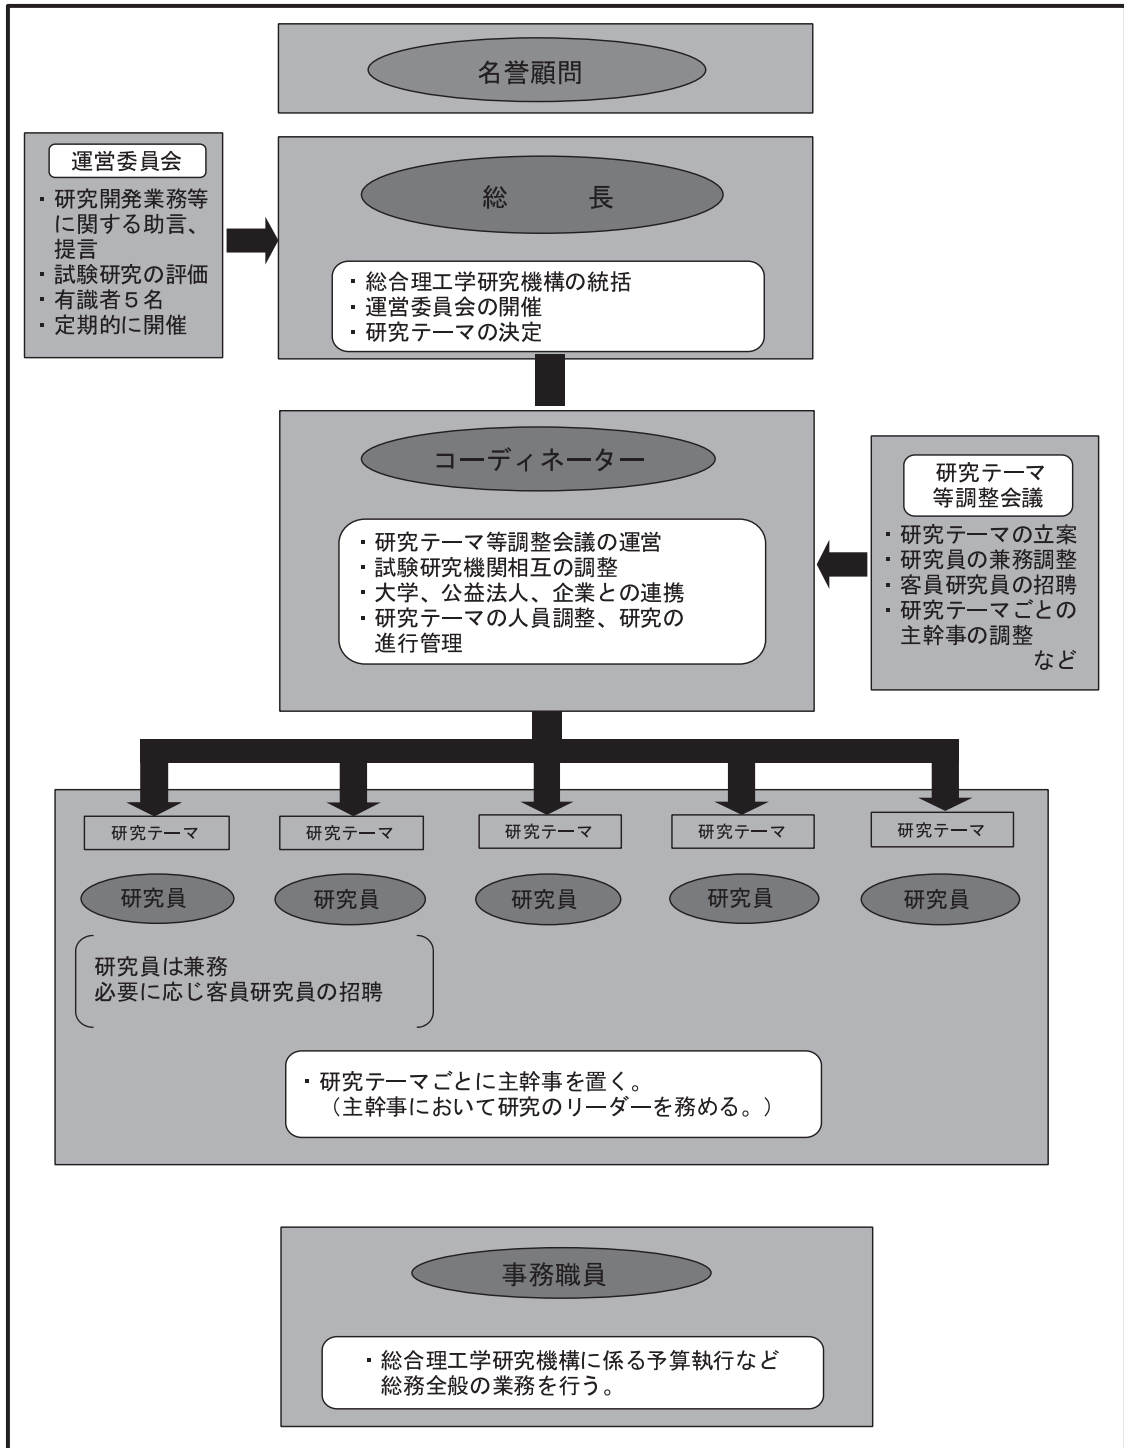 名誉顧問
運営委員会
・研究開発業務等
に関する助言、
提言
・試験研究の評価
・有識者５名
・定期的に開催
総　　　長
・総合理工学研究機構の統括
・運営委員会の開催
・研究テーマの決定
コーディネーター
・研究テーマ等調整会議の運営
・試験研究機関相互の調整
・大学、公益法人、企業との連携
・研究テーマの人員調整、研究の
進行管理
研究テーマ
等調整会議
・研究テーマの立案
・研究員の兼務調整
・客員研究員の招聘
・研究テーマごとの
主幹事の調整
など
研究テーマ
研究テーマ
研究テーマ
研究テーマ
研究テーマ
研究員
研究員
研究員
研究員
研究員
研究員は兼務
必要に応じ客員研究員の招聘
・研究テーマごとに主幹事を置く。
（主幹事において研究のリーダーを務める。）
事務職員
・総合理工学研究機構に係る予算執行など
総務全般の業務を行う。